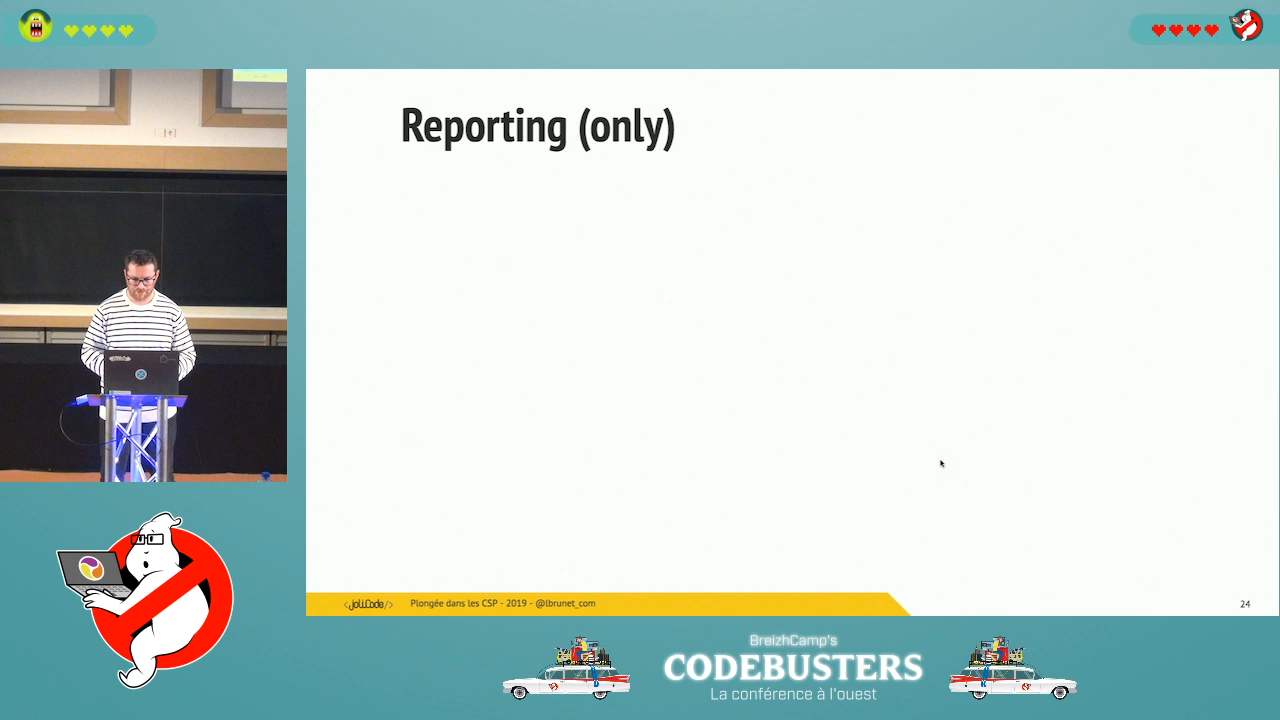 Reporting (only)
<joliCode/>
Plongée dans les CSP - 2019 - @lbrunet_com
24
BreizhCamp's
CODEBUSTERS
La conférence à l'ouest